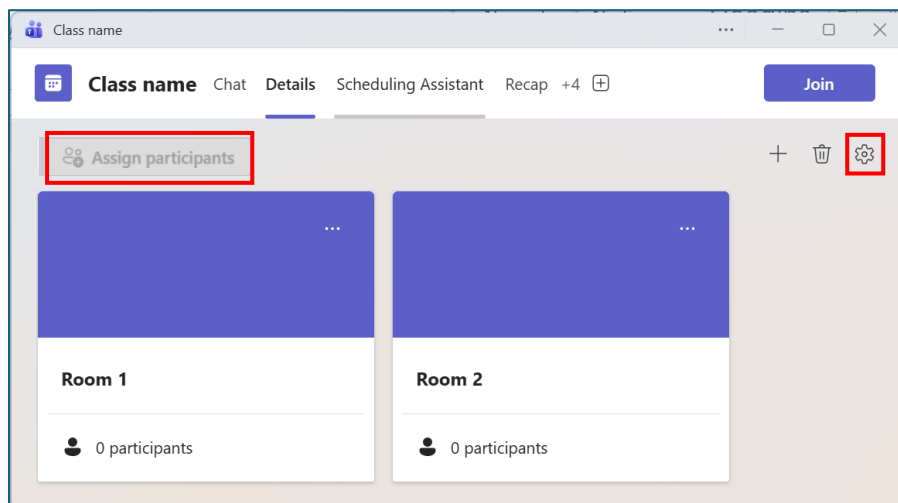 Class name
Class name Chat Details Scheduling Assistant Recap +4 Join
Assign participants
Room 1 Room 2
0 participants 0 participants